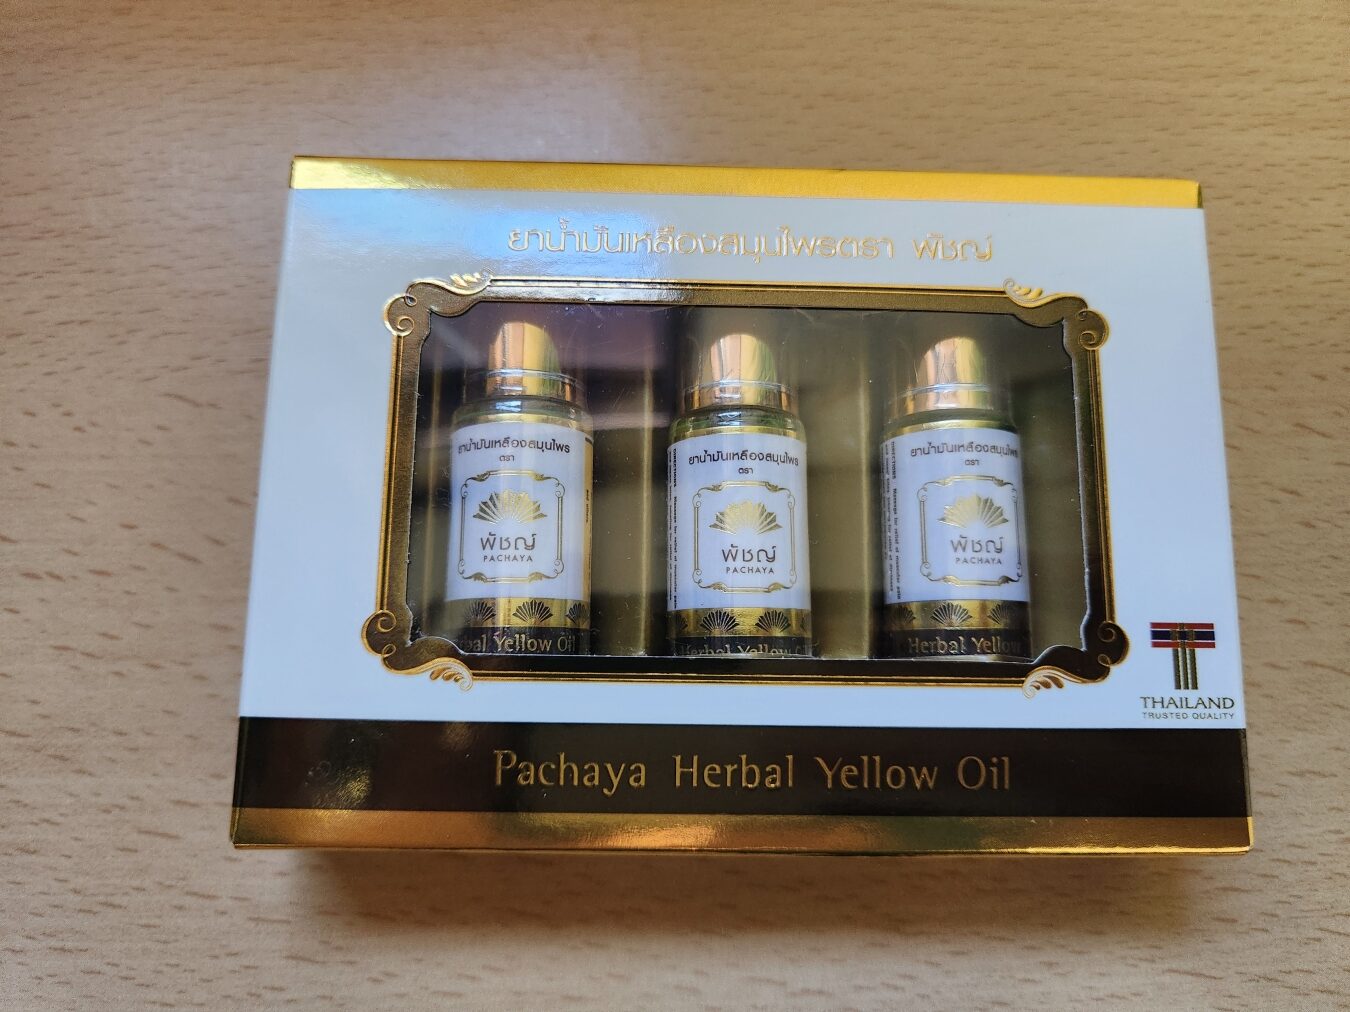 ยาน้ำมันเหลืองสมุนไพรตรา พัชญ์
ยาน้ำมันเหลืองสมุนไพร
ตรา
พัชญ์
PACHAYA
Yellow Oil
ยาน้ำมันเหลืองสมุนไพร
ตรา
พัชญ์
PACHAYA
Herbal Yellow
ยาน้ำมันเหลืองสมุนไพร
ตรา
พัชญ์
PACHAYA
Herbal Yellow
THAILAND
TRUSTED QUALITY
Pachaya Herbal Yellow Oil